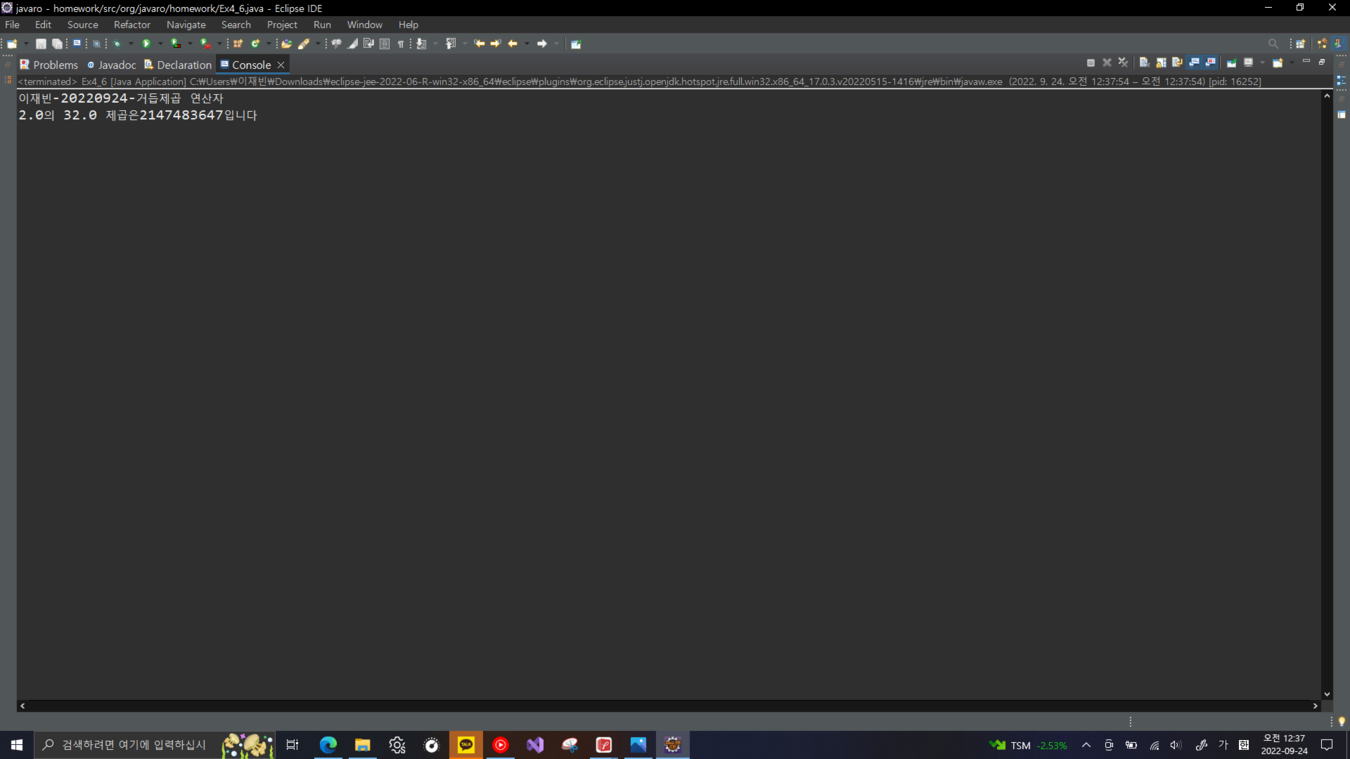 javaro - homework/src/org/javaro/homework/Ex4_6.java - Eclipse IDE
File Edit Source Refactor Navigate Search Project Run Window Help
Problems Javadoc Declaration Console
<terminated> Ex4_6 [Java Application] C:₩Users₩이재빈₩Downloads₩eclipse-jee-2022-06-R-win32-x86_64₩eclipse₩plugins₩org.eclipse.justj.openjdk.hotspot.jre.full.win32.x86_64_17.0.3.v20220515-1416₩jre₩bin₩javaw.exe (2022. 9. 24. 오전 12:37:54 – 오전 12:37:54) [pid: 16252]
이재빈-20220924-거듭제곱 연산자
2.0의 32.0 제곱은2147483647입니다
검색하려면 여기에 입력하십시
TALK
TSM -2.53%
가
한
오전 12:37
2022-09-24